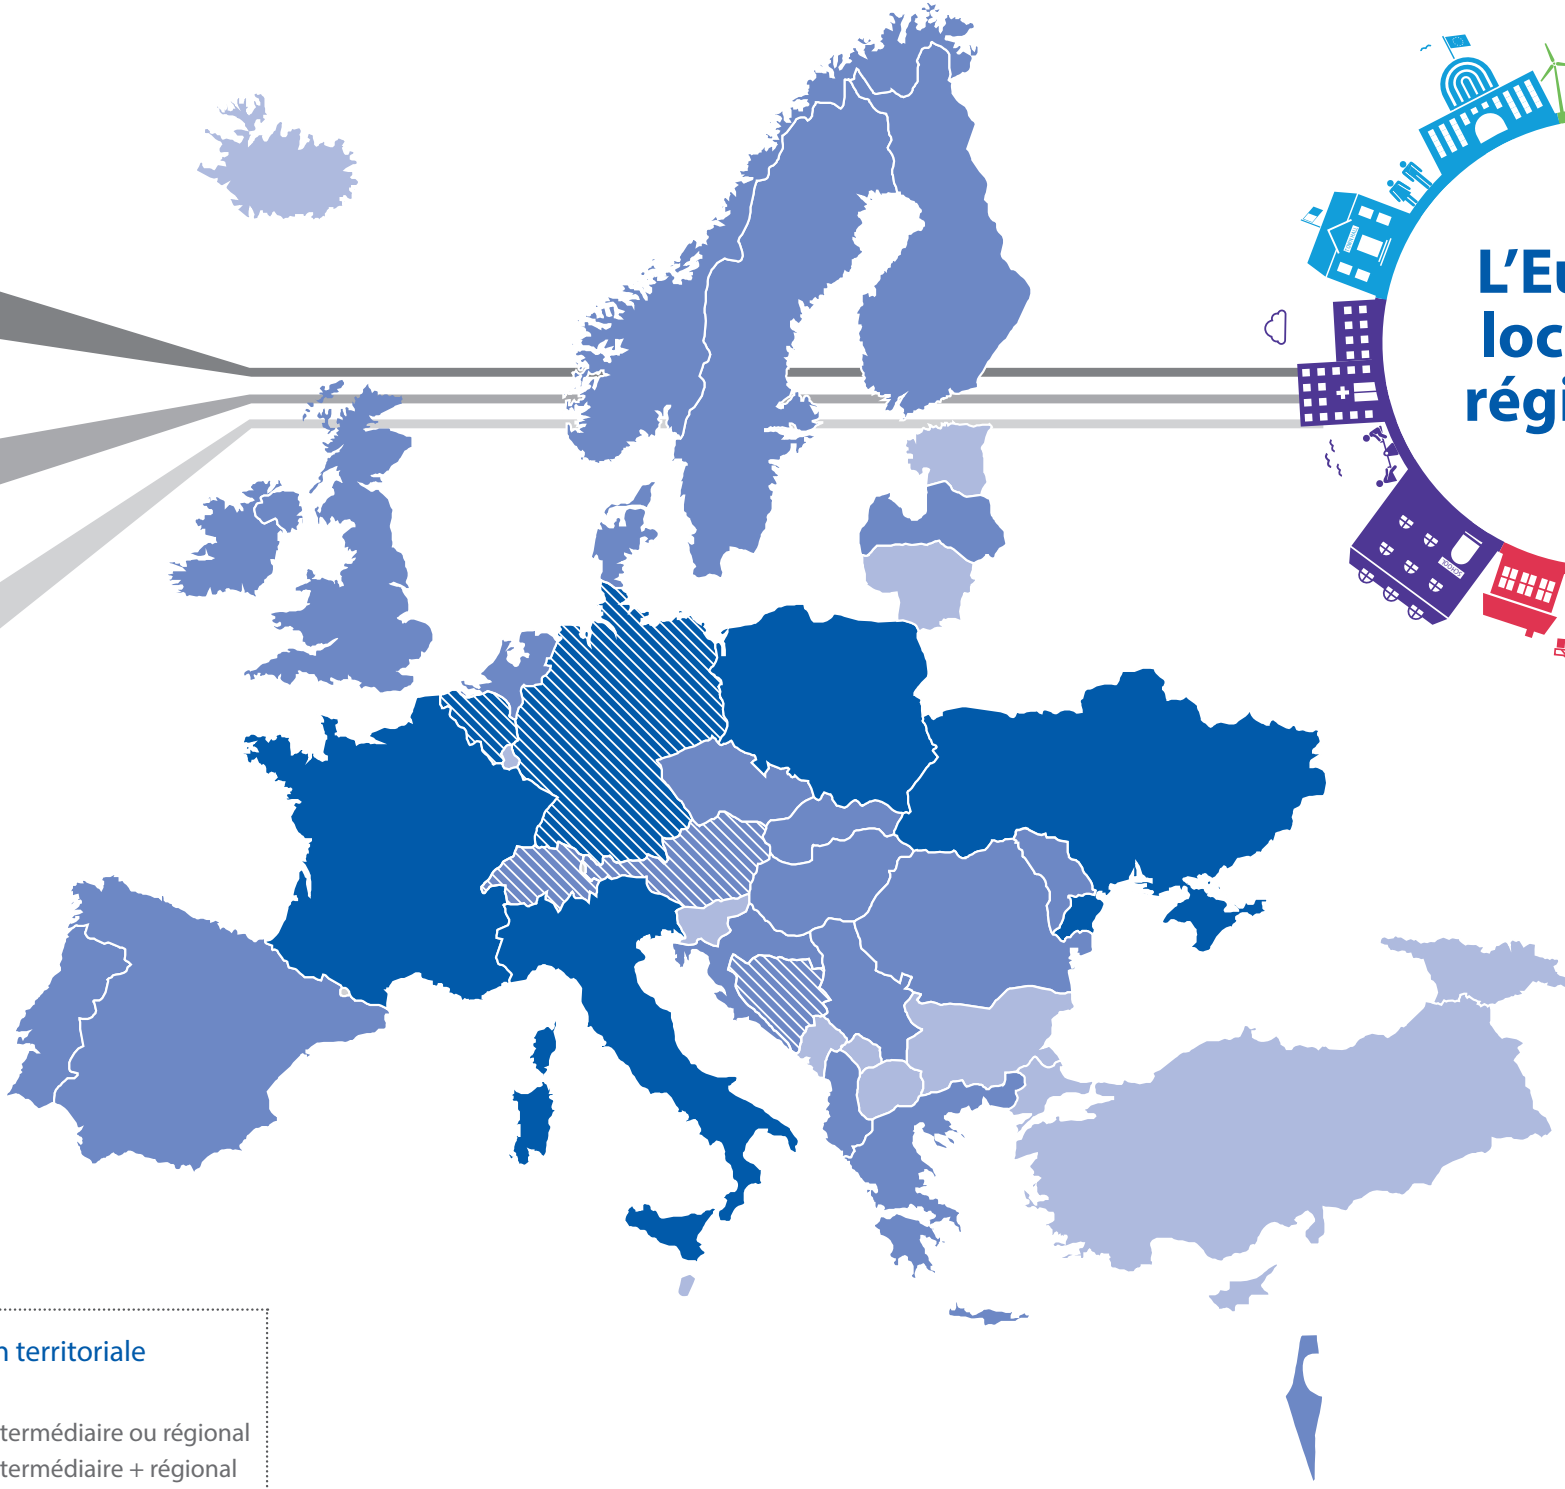 L’Eu
loc
régi
n territoriale
termédiaire ou régional
termédiaire + régional